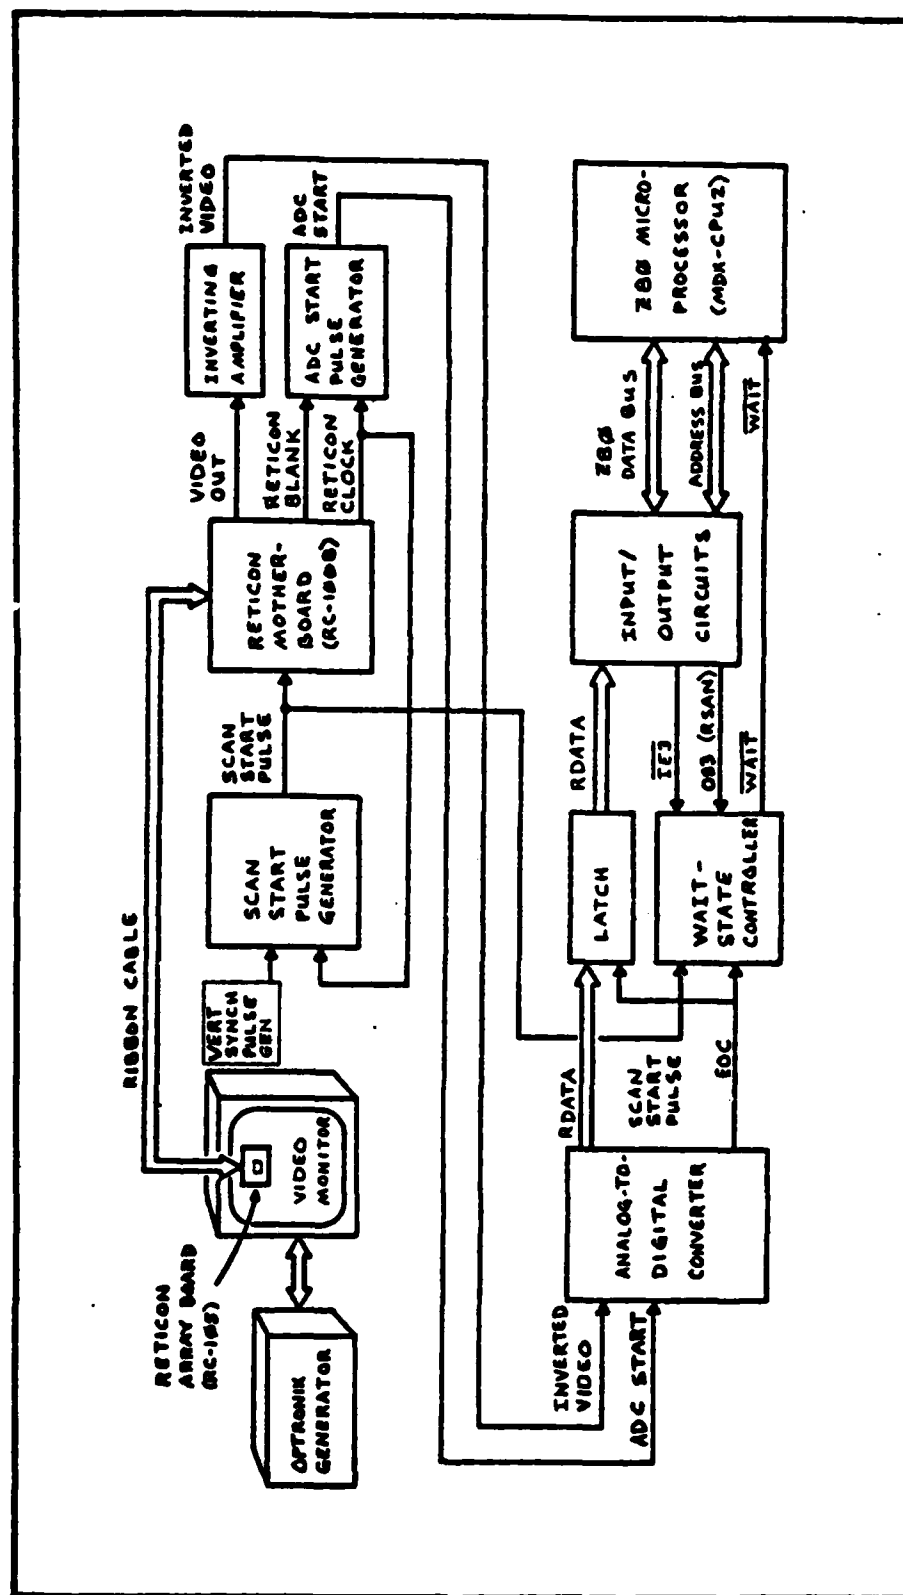 RIBBON CABLE
RETICON
ARRAY BOARD
(RC-105)
OPTRONIK
GENERATOR
VIDEO
MONITOR
VERT
SYNCH
PULSE
GEN
SCAN
START
PULSE
GENERATOR
SCAN
START
PULSE
RETICON
MOTHER-
BOARD
(RC-100B)
VIDEO
OUT
RETICON
BLANK
RETICON
CLOCK
INVERTING
AMPLIFIER
ADC START
PULSE
GENERATOR
INVERTED
VIDEO
ADC
START
INVERTED
VIDEO
ADC START
ANALOG-TO-
DIGITAL
CONVERTER
RDATA
SCAN
START
PULSE
EOC
LATCH
WAIT-
STATE
CONTROLLER
RDATA
IE3
OB3 (RSAN)
WAIT
INPUT/
OUTPUT
CIRCUITS
Z80
DATA BUS
ADDRESS BUS
WAIT
Z80 MICRO-
PROCESSOR
(MDX-CPU2)